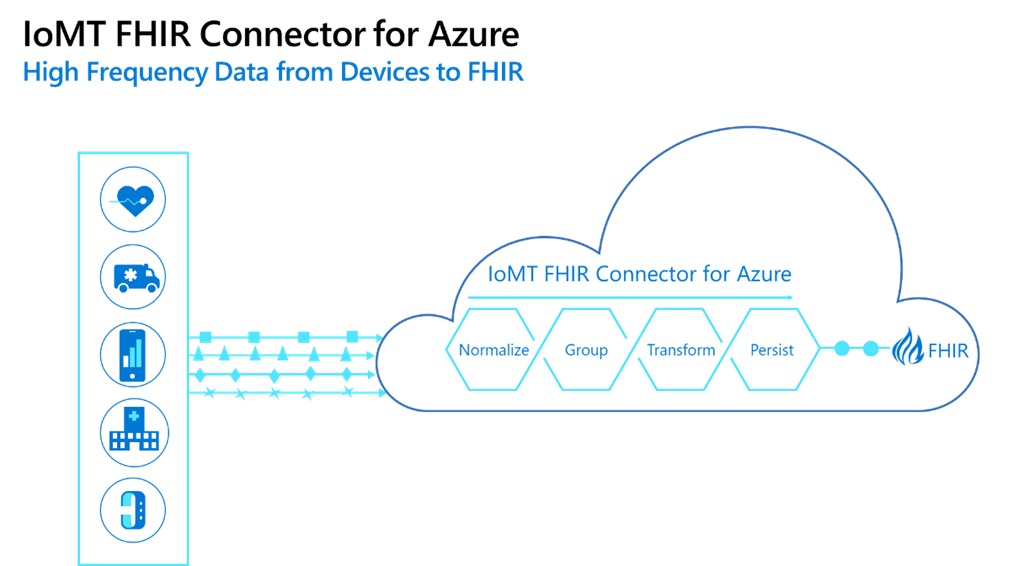 IoMT FHIR Connector for Azure
High Frequency Data from Devices to FHIR
IoMT FHIR Connector for Azure
Normalize Group Transform Persist FHIR